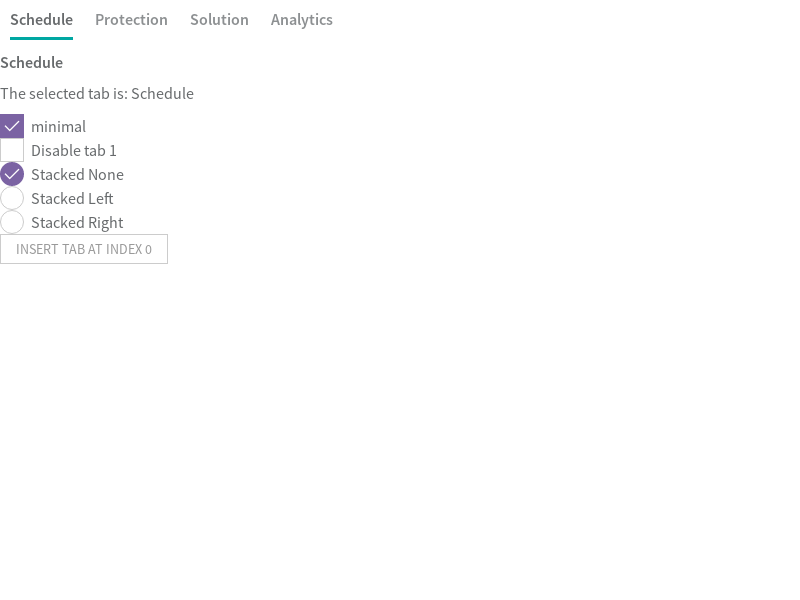 Schedule Protection Solution Analytics
Schedule
The selected tab is: Schedule
minimal
Disable tab 1
Stacked None
Stacked Left
Stacked Right
INSERT TAB AT INDEX 0